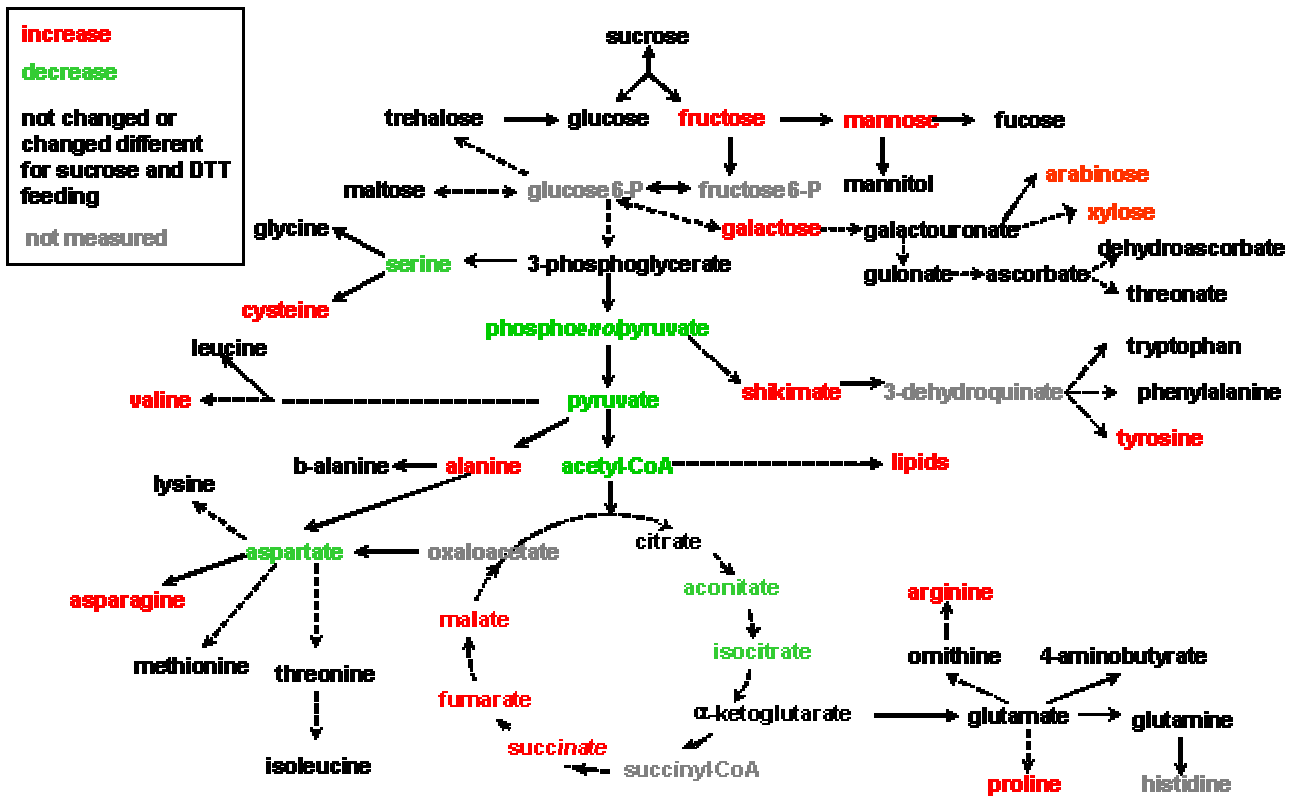 increase
decrease
not changed or
changed different
for sucrose and DTT
feeding
not measured
sucrose
trehalose glucose fructose mannose fucose
maltose glucose 6-P fructose 6-P mannitol arabinose
xylose
glycine galactose galactouronate
dehydroascorbate
serine 3-phosphoglycerate gulonate ascorbate
threonate
cysteine
phosphoenolpyruvate
leucine tryptophan
valine pyruvate shikimate 3-dehydroquinate phenylalanine
tyrosine
b-alanine alanine acetyl-CoA lipids
lysine
aspartate oxaloacetate citrate
asparagine malate aconitate arginine
methionine threonine isocitrate ornithine 4-aminobutyrate
fumarate α-ketoglutarate glutamate glutamine
isoleucine succinate succinyl-CoA proline histidine